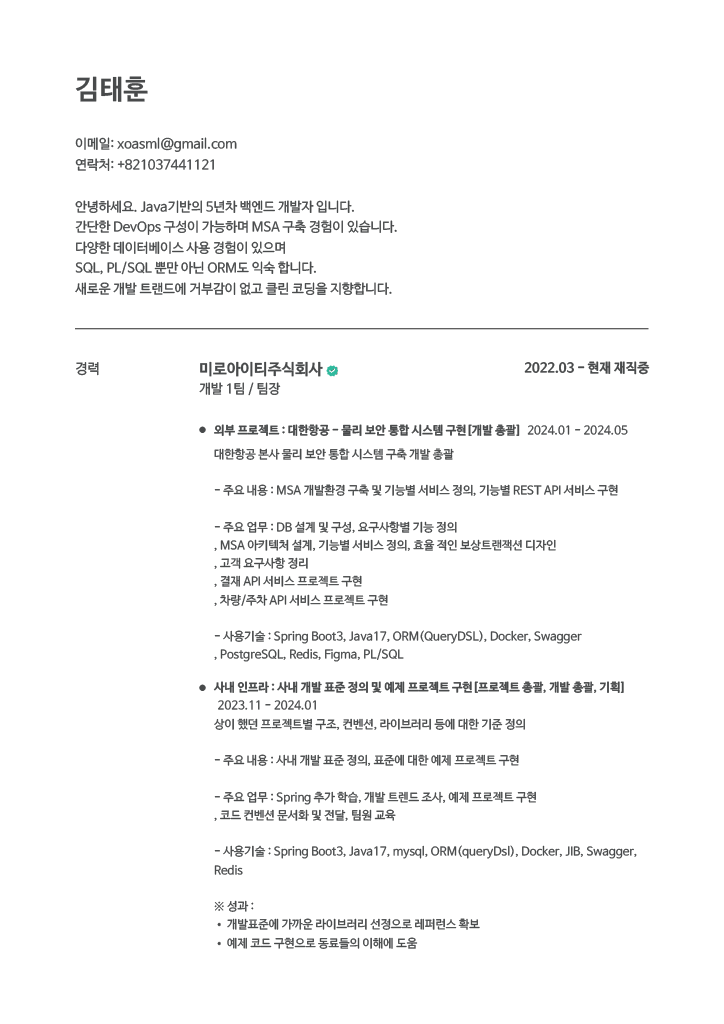 김태훈
이메일: xoasml@gmail.com
연락처: +821037441121
안녕하세요. Java기반의 5년차 백엔드 개발자 입니다.
간단한 DevOps 구성이 가능하며 MSA 구축 경험이 있습니다.
다양한 데이터베이스 사용 경험이 있으며
SQL, PL/SQL 뿐만 아닌 ORM도 익숙 합니다.
새로운 개발 트랜드에 거부감이 없고 클린 코딩을 지향합니다.
경력
미로아이티주식회사
2022.03 - 현재 재직중
개발 1팀 / 팀장
● 외부 프로젝트 : 대한항공 - 물리 보안 통합 시스템 구현[개발 총괄] 2024.01 - 2024.05
대한항공 본사 물리 보안 통합 시스템 구축 개발 총괄
- 주요 내용 : MSA 개발환경 구축 및 기능별 서비스 정의, 기능별 REST API 서비스 구현
- 주요 업무 : DB 설계 및 구성, 요구사항별 기능 정의
, MSA 아키텍처 설계, 기능별 서비스 정의, 효율 적인 보상트랜잭션 디자인
, 고객 요구사항 정리
, 결재 API 서비스 프로젝트 구현
, 차량/주차 API 서비스 프로젝트 구현
- 사용기술 : Spring Boot3, Java17, ORM(QueryDSL), Docker, Swagger
, PostgreSQL, Redis, Figma, PL/SQL
● 사내 인프라 : 사내 개발 표준 정의 및 예제 프로젝트 구현[프로젝트 총괄, 개발 총괄, 기획]
2023.11 - 2024.01
상이 했던 프로젝트별 구조, 컨벤션, 라이브러리 등에 대한 기준 정의
- 주요 내용 : 사내 개발 표준 정의, 표준에 대한 예제 프로젝트 구현
- 주요 업무 : Spring 추가 학습, 개발 트렌드 조사, 예제 프로젝트 구현
, 코드 컨벤션 문서화 및 전달, 팀원 교육
- 사용기술 : Spring Boot3, Java17, mysql, ORM(queryDsl), Docker, JIB, Swagger,
Redis
※ 성과 :
• 개발표준에 가까운 라이브러리 선정으로 레퍼런스 확보
• 예제 코드 구현으로 동료들의 이해에 도움